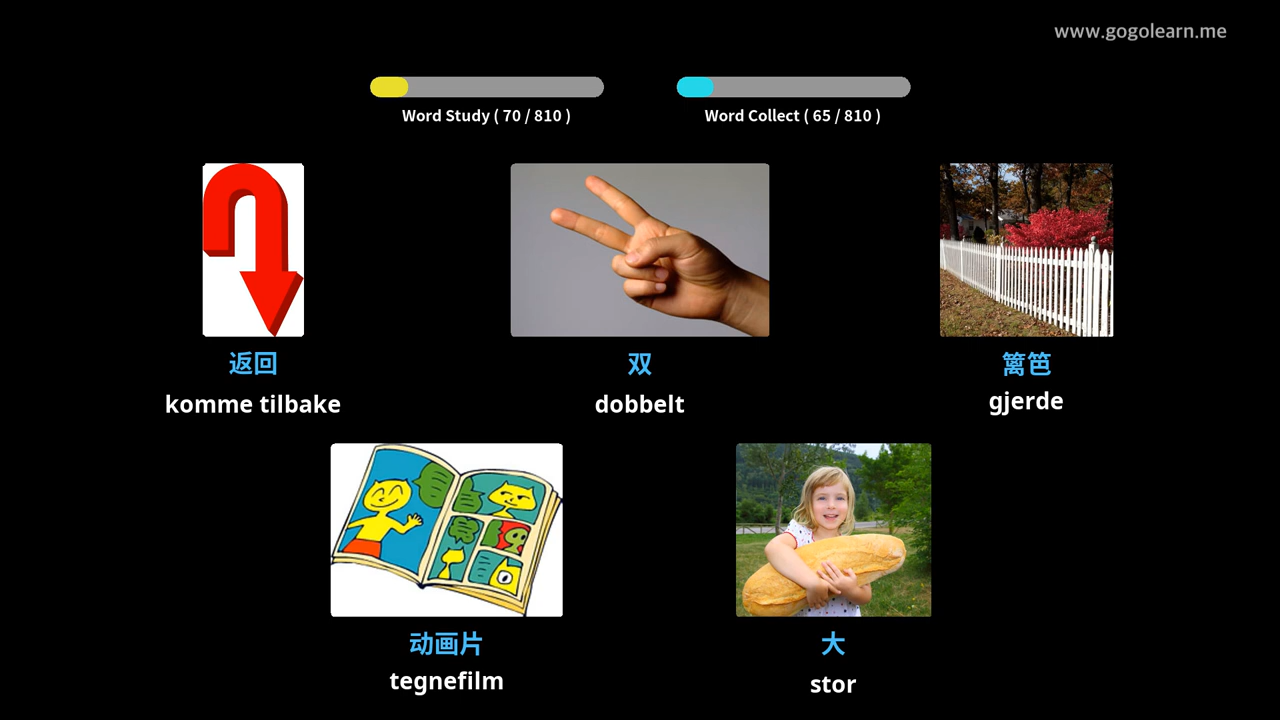 www.gogolearn.me
Word Study ( 70 / 810 )
Word Collect ( 65 / 810 )
返回
双
篱笆
komme tilbake
dobbelt
gjerde
动画片
大
tegnefilm
stor